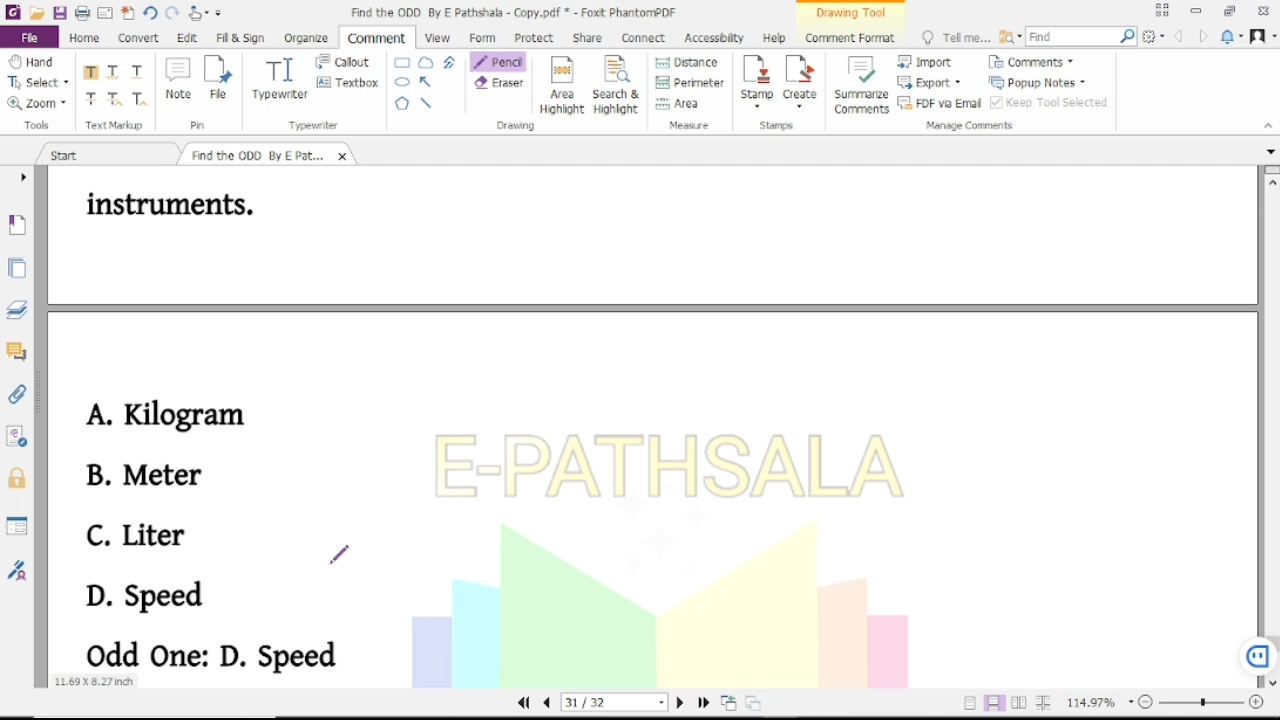 Find the ODD By E Pathshala - Copy.pdf * - Foxit PhantomPDF
Drawing Tool
File Home Convert Edit Fill & Sign Organize Comment View Form Protect Share Connect Accessibility Help Comment Format Tell me... Find
Hand
Select
Zoom
Tools
T T T
T T T
Text Markup
Note
File
Pin
Typewriter
Callout
Textbox
Typewriter
Pencil
Eraser
Area Highlight
Search & Highlight
Drawing
Distance
Perimeter
Area
Measure
Stamp
Create
Stamps
Summarize Comments
Import
Export
FDF via Email
Comments
Popup Notes
Keep Tool Selected
Manage Comments
Start
Find the ODD By E Pat...
instruments.
E-PATHSALA
A. Kilogram
B. Meter
C. Liter
D. Speed
Odd One: D. Speed
11.69 X 8.27 inch
31 / 32
114.97%